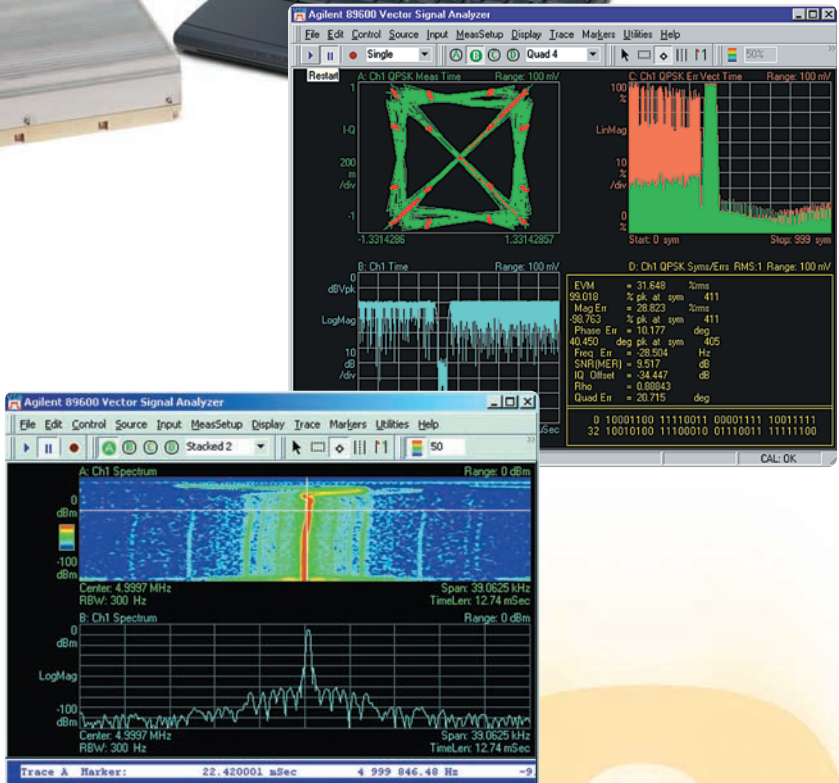 Agilent 89600 Vector Signal Analyzer
File Edit Control Source Input MeasSetup Display Trace Markers Utilities Help
Single A B C D Quad 4 50%
Restart
A: Ch1 QPSK Meas Time Range: 100 mV
1
I-Q
200
m
/div
-1
-1.3314286 1.33142857
C: Ch1 QPSK Err Vect Time Range: 100 mV
100
%
LinMag
10
%
/div
0
%
Start: 0 sym Stop: 999 sym
B: Ch1 Time Range: 100 mV
0
dBVpk
LogMag
10
dB
/div
uSec
D: Ch1 QPSK Syms/Errs RMS:1 Range: 100 mV
EVM = 31.648 %rms
99.018 % pk at sym 411
Mag Err = 28.823 %rms
-98.763 % pk at sym 411
Phase Err = 10.177 deg
40.450 deg pk at sym 405
Freq Err = -28.504 Hz
SNR(MER) = 9.517 dB
IQ Offset = -34.447 dB
Rho = 0.88843
Quad Err = 20.715 deg
0 10001100 11110011 00001111 10011111
32 10010100 11100010 01110011 11111100
CAL: OK
Agilent 89600 Vector Signal Analyzer
File Edit Control Source Input MeasSetup Display Trace Markers Utilities Help
A B C D Stacked 2 50
A: Ch1 Spectrum Range: 0 dBm
0
dBm
-100
dBm
Center: 4.9997 MHz Span: 39.0625 kHz
RBW: 300 Hz TimeLen: 12.74 mSec
B: Ch1 Spectrum Range: 0 dBm
0
dBm
LogMag
-100
dBm
Center: 4.9997 MHz Span: 39.0625 kHz
RBW: 300 Hz TimeLen: 12.74 mSec
Trace A Marker: 22.420001 mSec 4 999 846.48 Hz -9